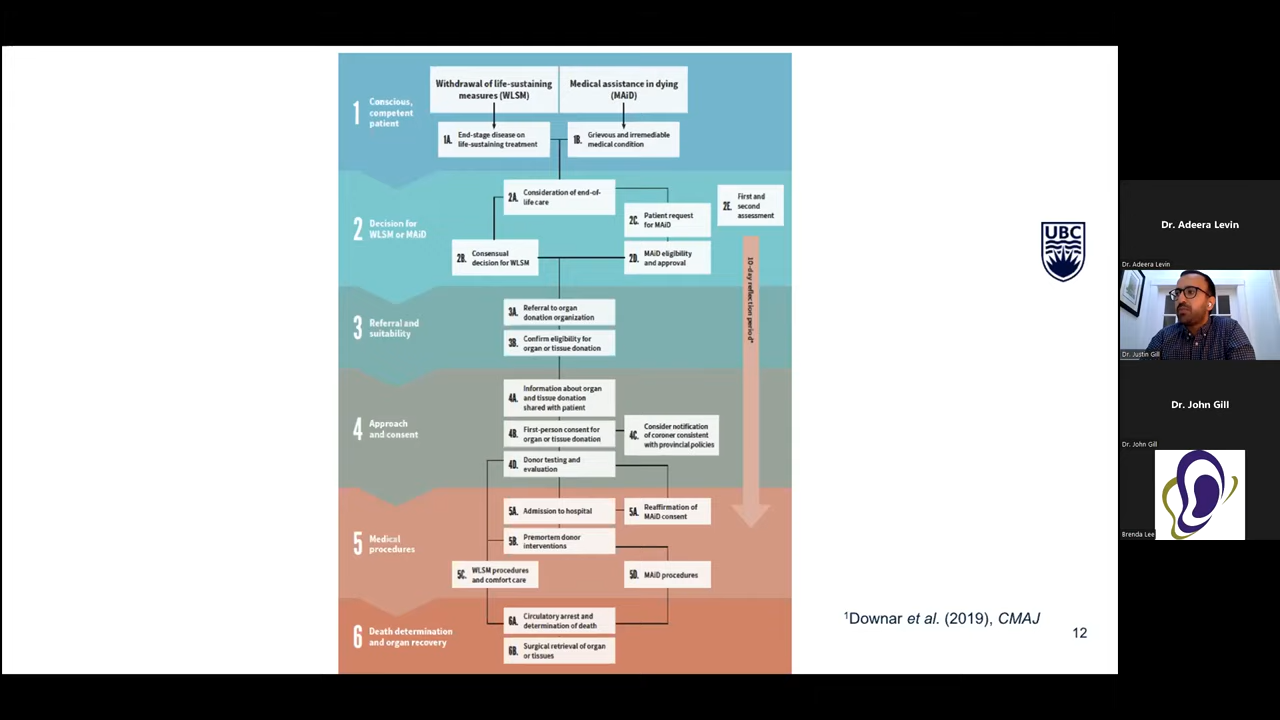 Withdrawal of life-sustaining
measures (WLSM)
Medical assistance in dying
(MAiD)
1
Conscious,
competent
patient
1A.
End-stage disease on
life-sustaining treatment
1B.
Grievous and irremediable
medical condition
2
Decision for
WLSM or MAiD
2A.
Consideration of end-of-
life care
2B.
Consensual
decision for WLSM
2C.
Patient request
for MAiD
2D.
MAiD eligibility
and approval
2E.
First and
second
assessment
10-day reflection period*
3
Referral and
suitability
3A.
Referral to organ
donation organization
3B.
Confirm eligibility for
organ or tissue donation
4
Approach
and consent
4A.
Information about organ
and tissue donation
shared with patient
4B.
First-person consent for
organ or tissue donation
4C.
Consider notification
of coroner consistent
with provincial policies
4D.
Donor testing and
evaluation
5
Medical
procedures
5A.
Admission to hospital
5A.
Reaffirmation of
MAiD consent
5B.
Premortem donor
interventions
5C.
WLSM procedures
and comfort care
5D.
MAiD procedures
6
Death determination
and organ recovery
6A.
Circulatory arrest and
determination of death
6B.
Surgical retrieval of organ
or tissues
UBC
1Downar et al. (2019), CMAJ
12
Dr. Adeera Levin
Dr. Adeera Levin
Dr. Justin Gill
Dr. John Gill
Dr. John Gill
Brenda Lee